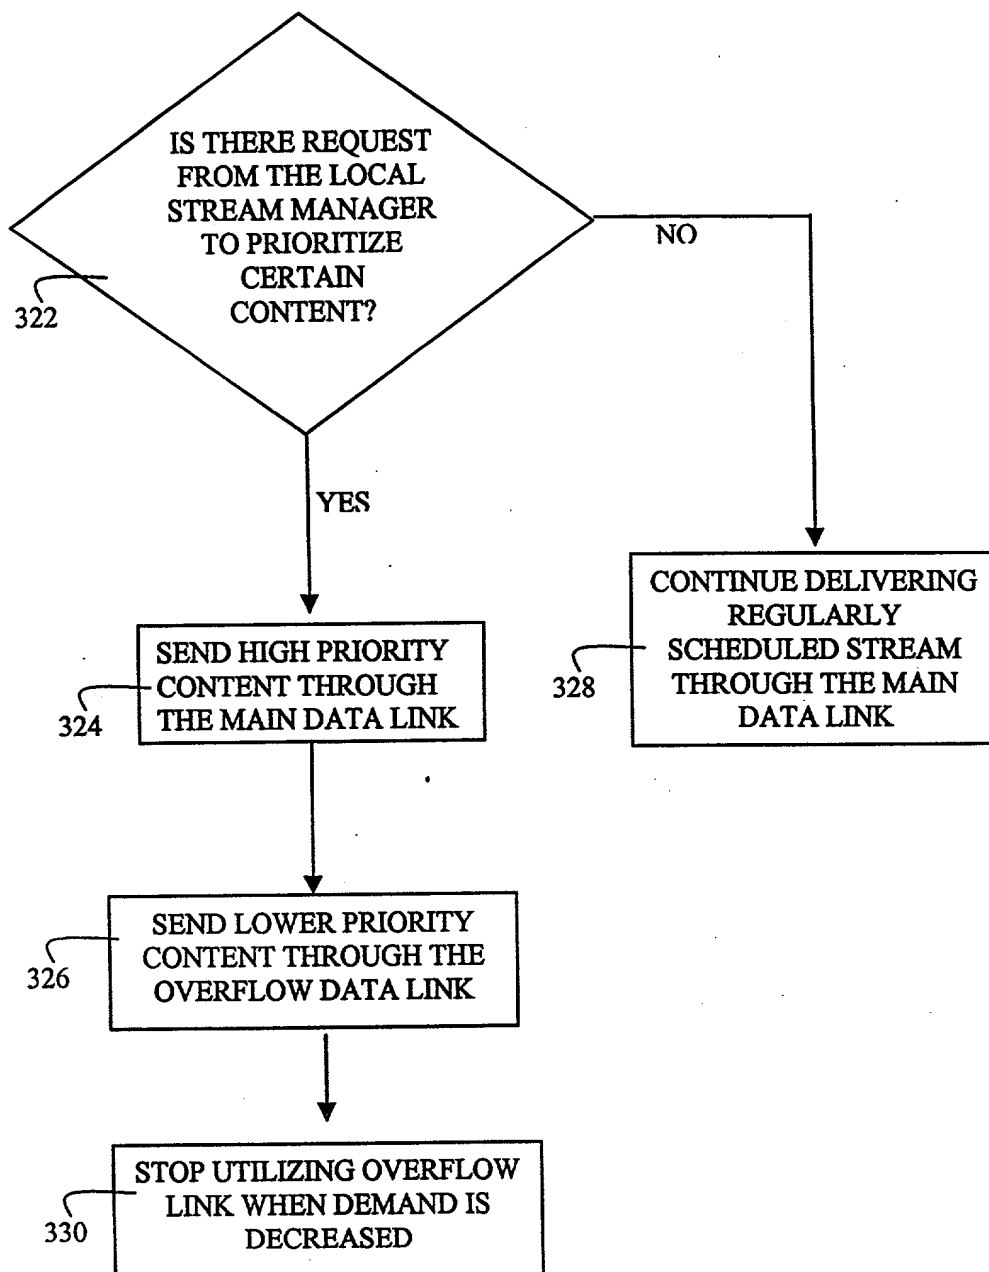 IS THERE REQUEST
FROM THE LOCAL
STREAM MANAGER
TO PRIORITIZE
CERTAIN
CONTENT?
322
NO
YES
CONTINUE DELIVERING
REGULARLY
SCHEDULED STREAM
THROUGH THE MAIN
DATA LINK
328
SEND HIGH PRIORITY
CONTENT THROUGH
THE MAIN DATA LINK
324
SEND LOWER PRIORITY
CONTENT THROUGH THE
OVERFLOW DATA LINK
326
STOP UTILIZING OVERFLOW
LINK WHEN DEMAND IS
DECREASED
330